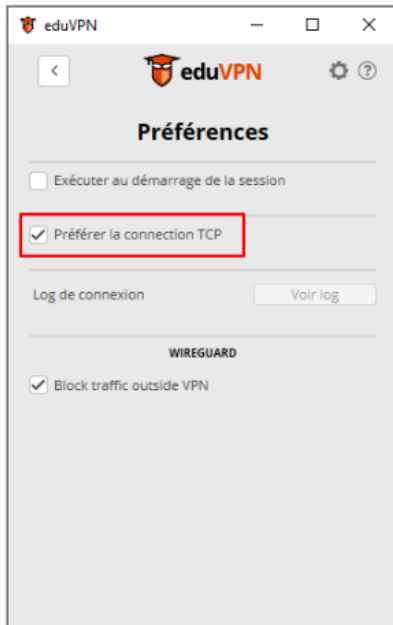 eduVPN
eduVPN
Préférences
Exécuter au démarrage de la session
Préférer la connection TCP
Log de connexion
Voir log
WIREGUARD
Block traffic outside VPN